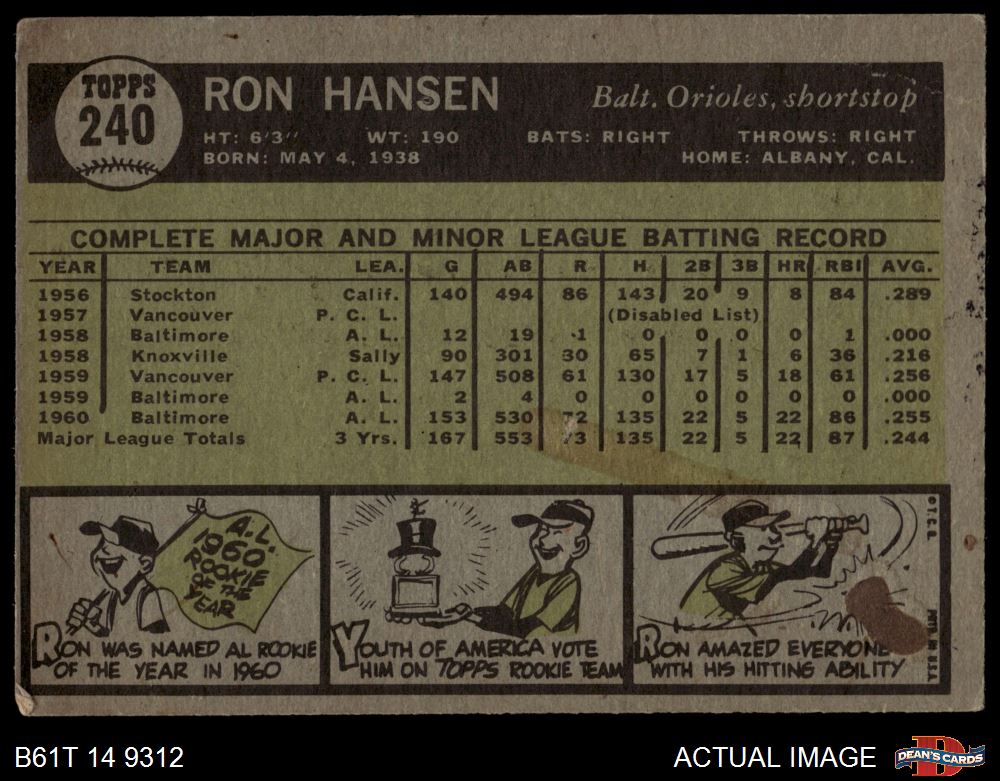 TOPPS
240
RON HANSEN
Balt. Orioles, shortstop
HT: 6'3" WT: 190 BATS: RIGHT THROWS: RIGHT
BORN: MAY 4, 1938 HOME: ALBANY, CAL.
COMPLETE MAJOR AND MINOR LEAGUE BATTING RECORD
YEAR TEAM LEA. G AB R H 2B 3B HR RBI AVG.
1956 Stockton Calif. 140 494 86 143 20 9 8 84 .289
1957 Vancouver P. C. L. (Disabled List)
1958 Baltimore A. L. 12 19 1 0 0 0 0 1 .000
1958 Knoxville Sally 90 301 30 65 7 1 6 36 .216
1959 Vancouver P. C. L. 147 508 61 130 17 5 18 61 .256
1959 Baltimore A. L. 2 4 0 0 0 0 0 0 .000
1960 Baltimore A. L. 153 530 72 135 22 5 22 86 .255
Major League Totals 3 Yrs. 167 553 73 135 22 5 22 87 .244
A.L.
1960
ROOKIE
OF THE
YEAR
RON WAS NAMED AL ROOKIE
OF THE YEAR IN 1960
YOUTH OF AMERICA VOTE
HIM ON TOPPS ROOKIE TEAM
RON AMAZED EVERYONE
WITH HIS HITTING ABILITY
© T.C.G.
PRTD. IN U.S.A.
B61T 14 9312
ACTUAL IMAGE
D
DEAN'S CARDS